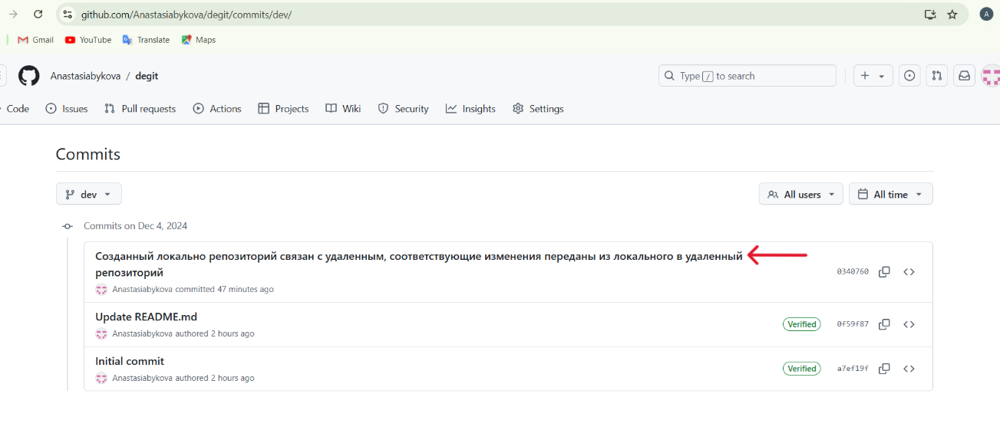 github.com/Anastasiabykova/degit/commits/dev/
A
Gmail YouTube Translate Maps
Anastasiabykova / degit
Type / to search
Code Issues Pull requests Actions Projects Wiki Security Insights Settings
Commits
dev
All users All time
Commits on Dec 4, 2024
Созданный локально репозиторий связан с удаленным, соответствующие изменения переданы из локального в удаленный
репозиторий
0340760
Anastasiabykova committed 47 minutes ago
Update README.md
Verified 0f59f87
Anastasiabykova authored 2 hours ago
Initial commit
Verified a7ef19f
Anastasiabykova authored 2 hours ago